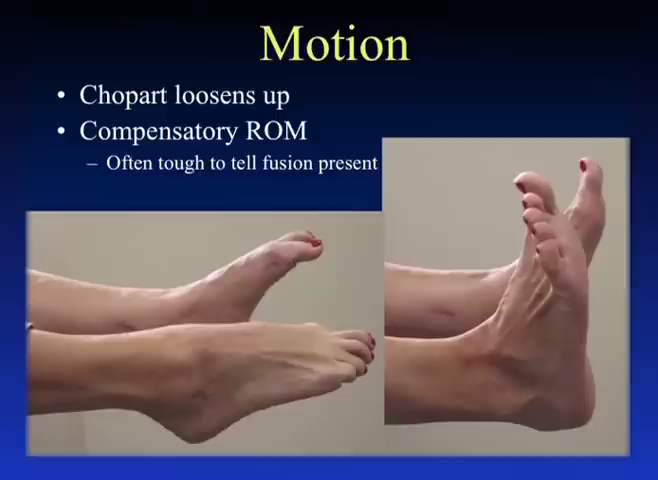 Motion
• Chopart loosens up
• Compensatory ROM
– Often tough to tell fusion present